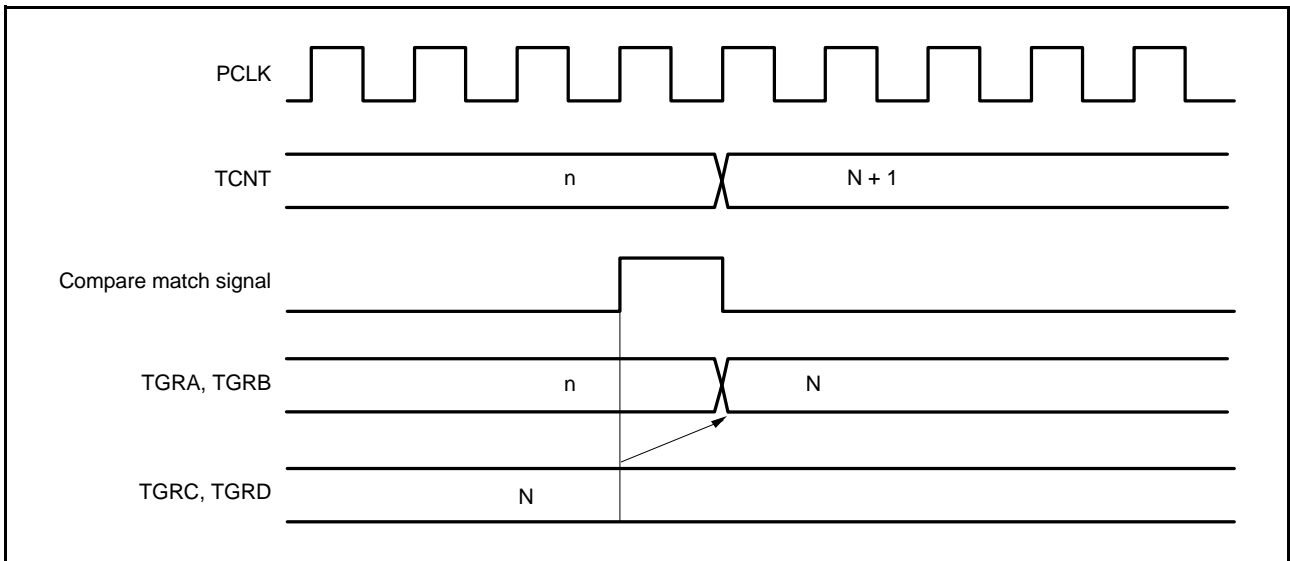 PCLK
TCNT n N + 1
Compare match signal
TGRA, TGRB n N
TGRC, TGRD N